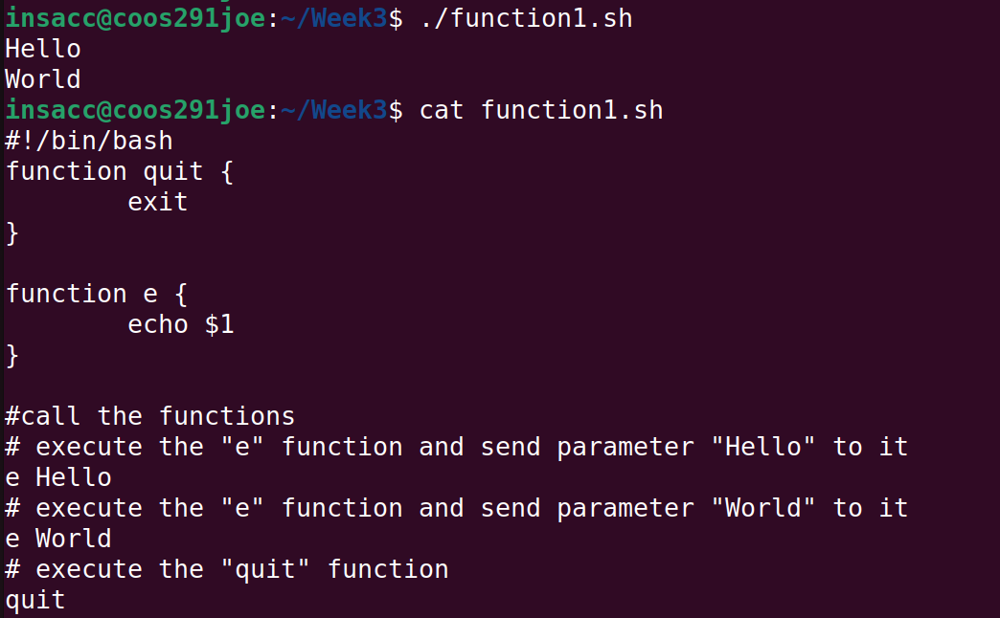 insacc@coos291joe:~/Week3$ ./function1.sh
Hello
World
insacc@coos291joe:~/Week3$ cat function1.sh
#!/bin/bash
function quit {
        exit
}

function e {
        echo $1
}

#call the functions
# execute the "e" function and send parameter "Hello" to it
e Hello
# execute the "e" function and send parameter "World" to it
e World
# execute the "quit" function
quit